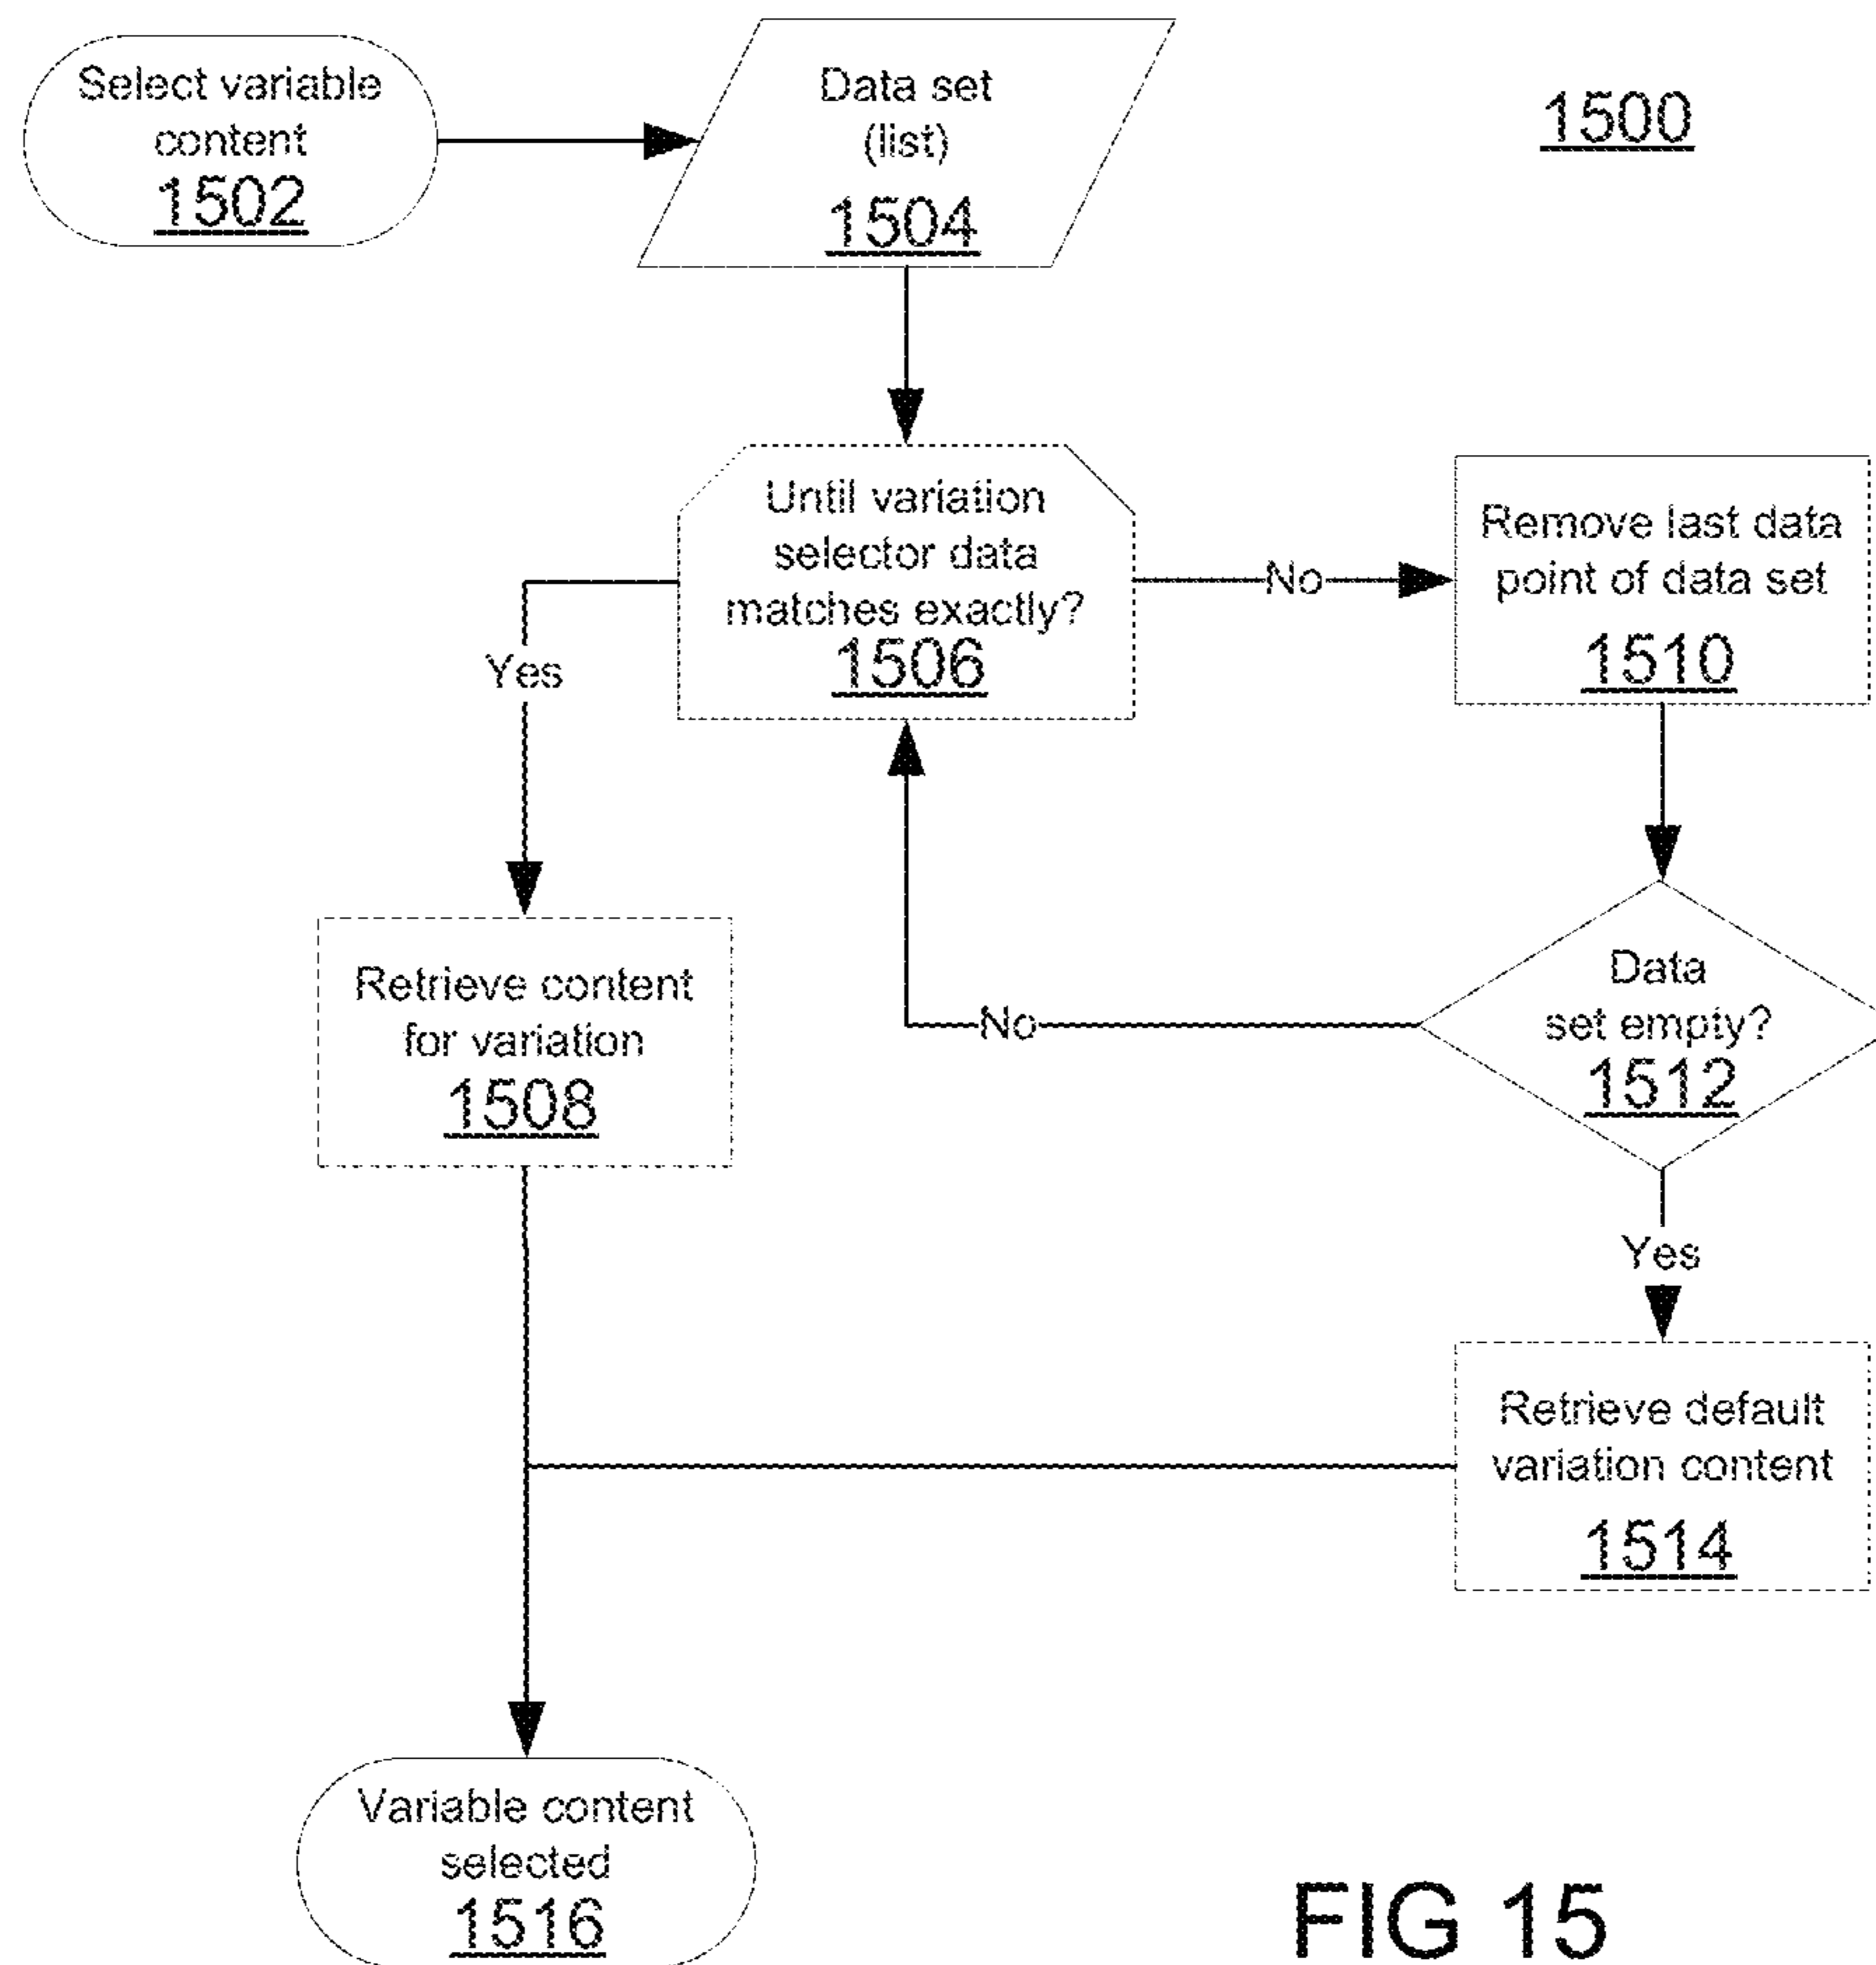 Select variable
content
1502
Data set
(list)
1504
1500
Until variation
selector data
matches exactly?
1506
No
Remove last data
point of data set
1510
Yes
Retrieve content
for variation
1508
No
Data
set empty?
1512
Yes
Retrieve default
variation content
1514
Variable content
selected
1516
FIG 15